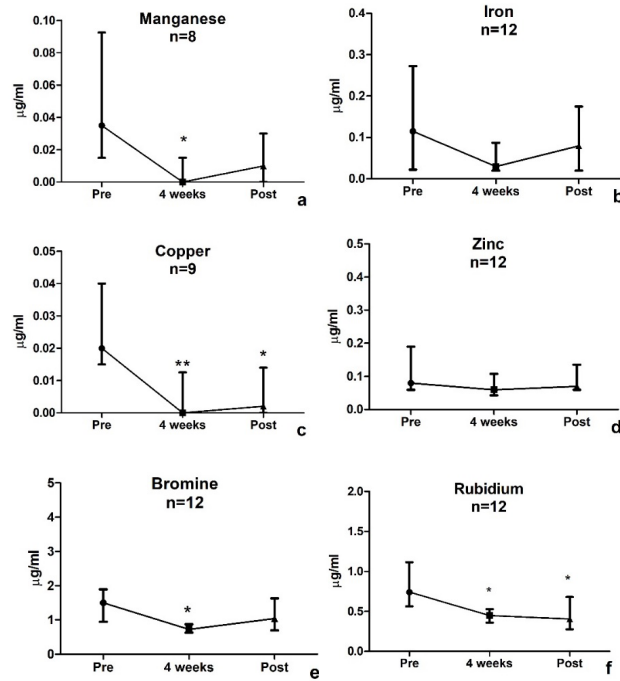 Manganese
n=8
μg/ml
0.10
0.08
0.06
0.04
0.02
0.00
*
Pre
4 weeks
Post
a
Iron
n=12
μg/ml
0.4
0.3
0.2
0.1
0.0
Pre
4 weeks
Post
b
Copper
n=9
μg/ml
0.05
0.04
0.03
0.02
0.01
0.00
**
*
Pre
4 weeks
Post
c
Zinc
n=12
μg/ml
0.5
0.4
0.3
0.2
0.1
0.0
Pre
4 weeks
Post
d
Bromine
n=12
μg/ml
5
4
2
1
0
*
Pre
4 weeks
Post
e
Rubidium
n=12
μg/ml
2.0
1.5
1.0
0.5
0.0
*
*
Pre
4 weeks
Post
f